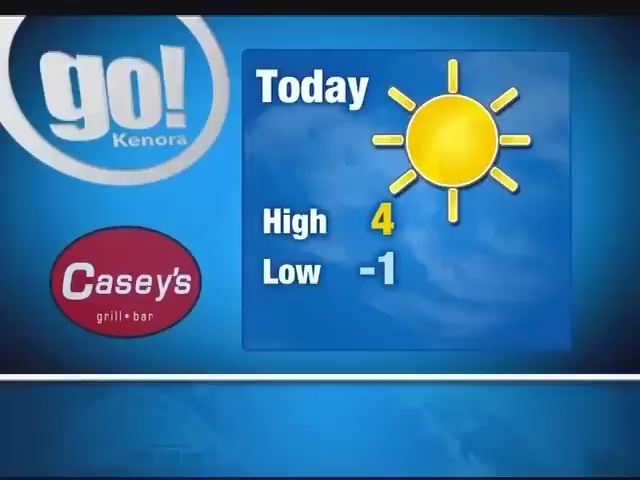 go!
Kenora
Today
High 4
Low -1
Casey's
grill • bar